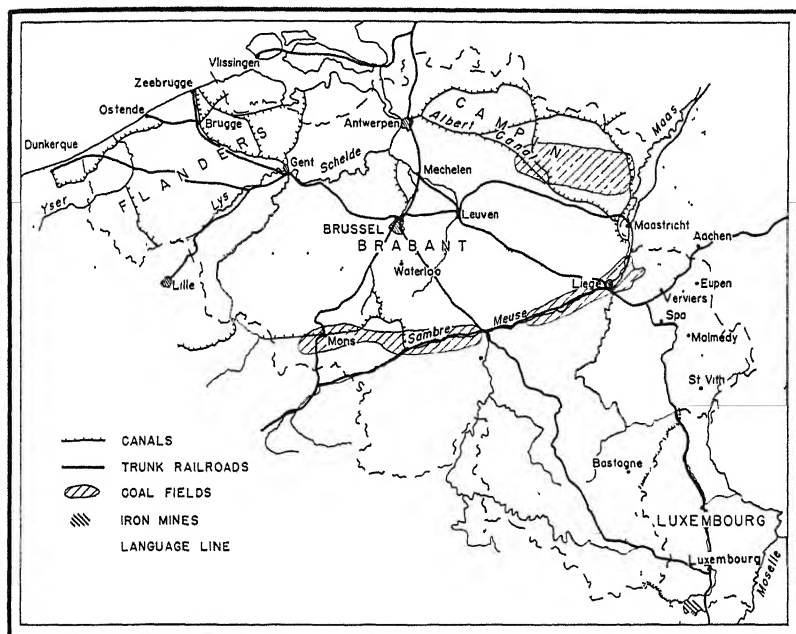 Vlissingen
Zeebrugge
Ostende
Brugge
Dunkerque
FLANDERS
Yser
Lys
Gent
Schelde
Antwerpen
CAMPIN
Albert Canal
Maas
Mechelen
Leuven
BRUSSEL
BRABANT
Waterloo
Maastricht
Aachen
Liege
Eupen
Verviers
Spa
Malmédy
St Vith
Lille
Mons
Sambre
Meuse
Bastogne
LUXEMBOURG
Luxembourg
Moselle
CANALS
TRUNK RAILROADS
COAL FIELDS
IRON MINES
LANGUAGE LINE